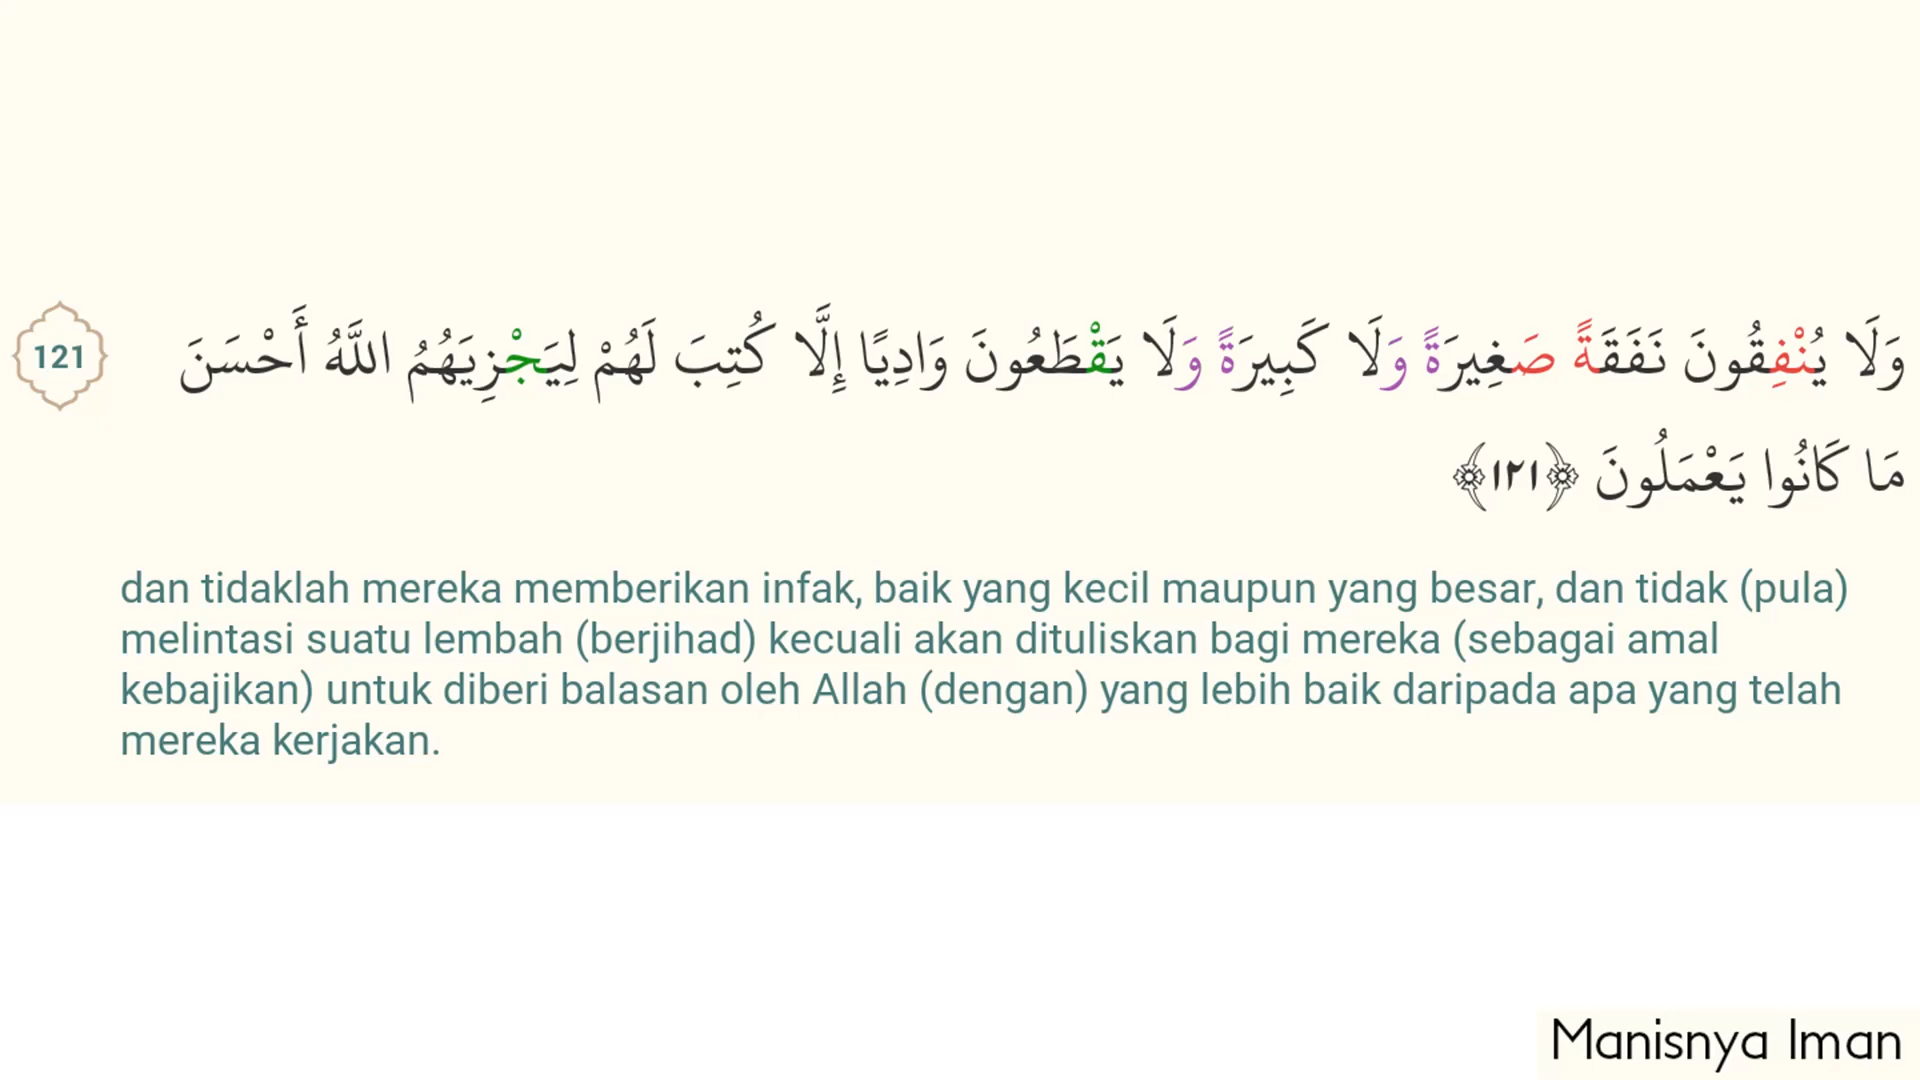 وَلَا يُنْفِقُونَ نَفَقَةً صَغِيرَةً وَلَا كَبِيرَةً وَلَا يَقْطَعُونَ وَادِيًا إِلَّا كُتِبَ لَهُمْ لِيَجْزِيَهُمُ اللَّهُ أَحْسَنَ
121
مَا كَانُوا يَعْمَلُونَ ﴿١٢١﴾
dan tidaklah mereka memberikan infak, baik yang kecil maupun yang besar, dan tidak (pula)
melintasi suatu lembah (berjihad) kecuali akan dituliskan bagi mereka (sebagai amal
kebajikan) untuk diberi balasan oleh Allah (dengan) yang lebih baik daripada apa yang telah
mereka kerjakan.
Manisnya Iman